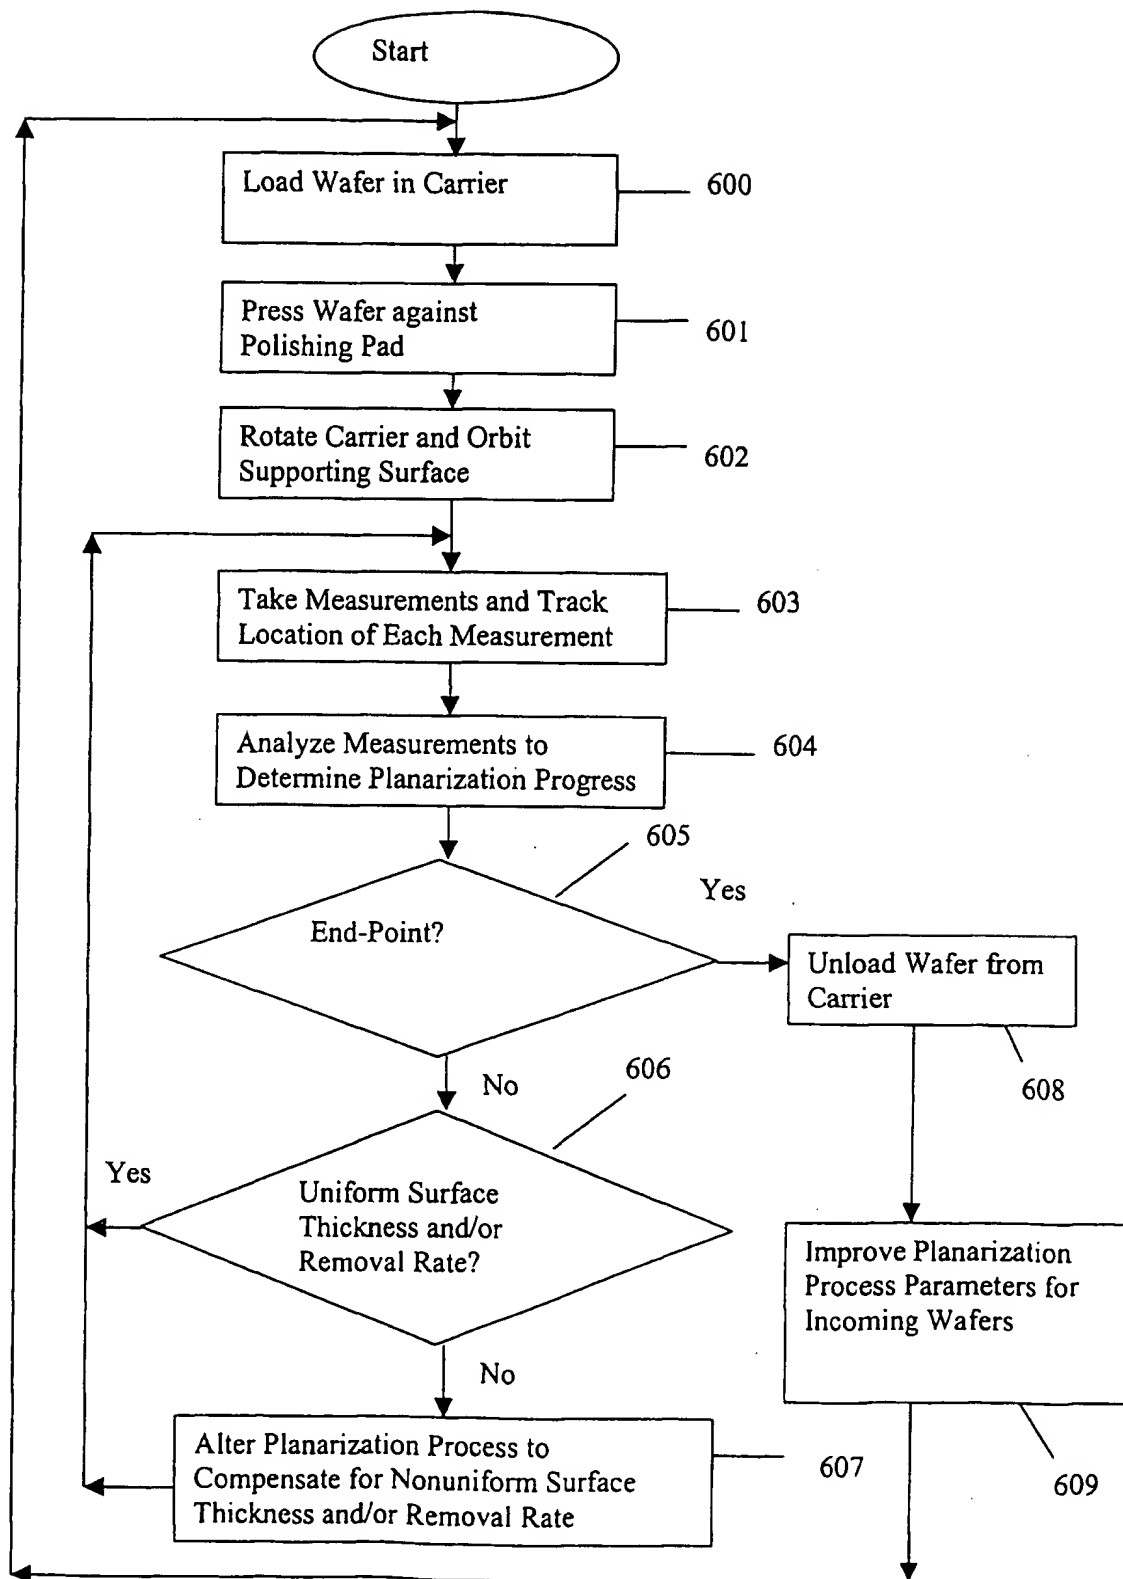 Start
Load Wafer in Carrier
600
Press Wafer against
Polishing Pad
601
Rotate Carrier and Orbit
Supporting Surface
602
Take Measurements and Track
Location of Each Measurement
603
Analyze Measurements to
Determine Planarization Progress
604
605
End-Point?
Yes
Unload Wafer from
Carrier
608
No
606
Uniform Surface
Thickness and/or
Removal Rate?
Yes
Improve Planarization
Process Parameters for
Incoming Wafers
609
No
Alter Planarization Process to
Compensate for Nonuniform Surface
Thickness and/or Removal Rate
607